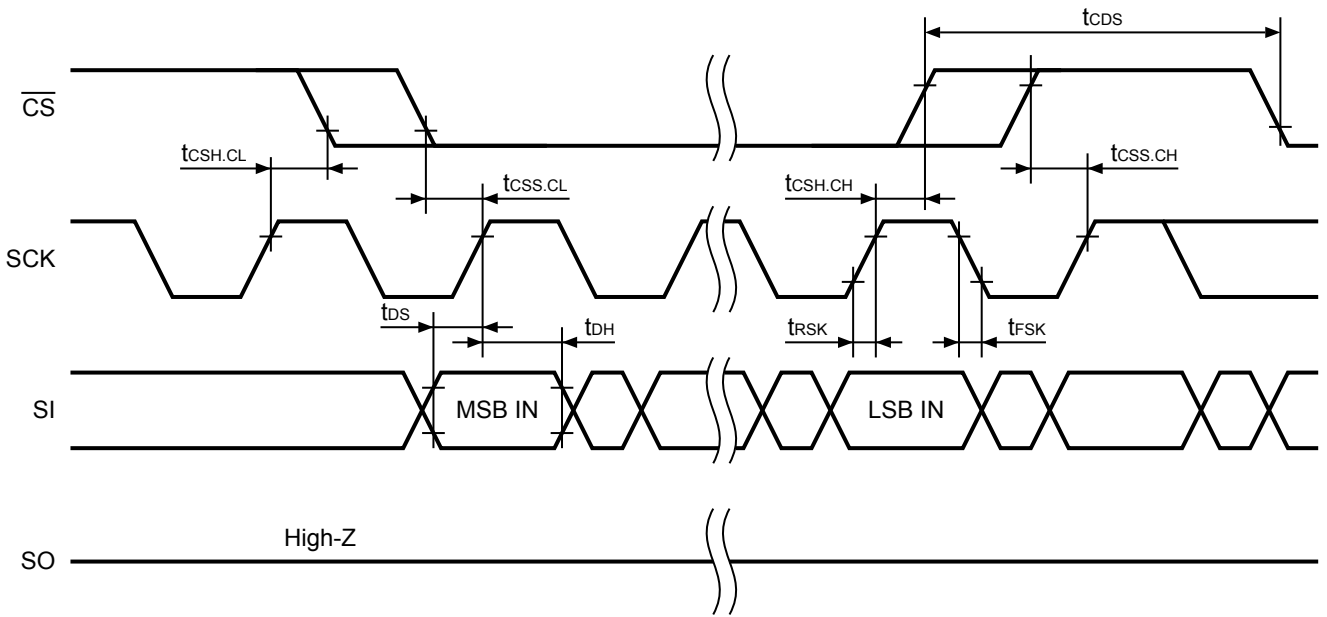 tCDS
CS
tCSH.CL
tCSS.CL
tCSH.CH
tCSS.CH
SCK
tDS
tDH
tRSK
tFSK
SI
MSB IN
LSB IN
High-Z
SO